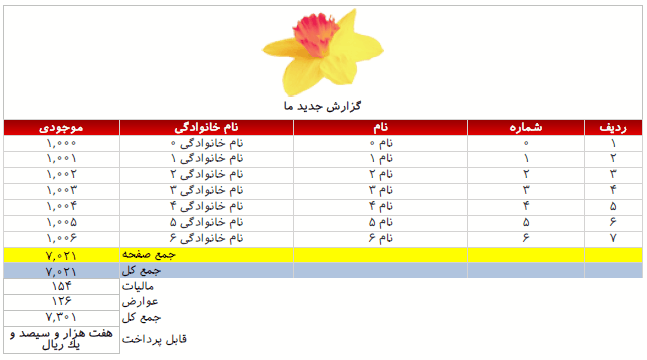 گزارش جدید ما
ردیف شماره نام نام خانوادگی موجودی
۱ ۰ نام ۰ نام خانوادگی ۰ ۱,۰۰۰
۲ ۱ نام ۱ نام خانوادگی ۱ ۱,۰۰۱
۳ ۲ نام ۲ نام خانوادگی ۲ ۱,۰۰۲
۴ ۳ نام ۳ نام خانوادگی ۳ ۱,۰۰۳
۵ ۴ نام ۴ نام خانوادگی ۴ ۱,۰۰۴
۶ ۵ نام ۵ نام خانوادگی ۵ ۱,۰۰۵
۷ ۶ نام ۶ نام خانوادگی ۶ ۱,۰۰۶
جمع صفحه ۷,۰۲۱
جمع کل ۷,۰۲۱
مالیات ۱۵۴
عوارض ۱۲۶
جمع کل ۷,۳۰۱
قابل پرداخت هفت هزار و سیصد و
یک ریال